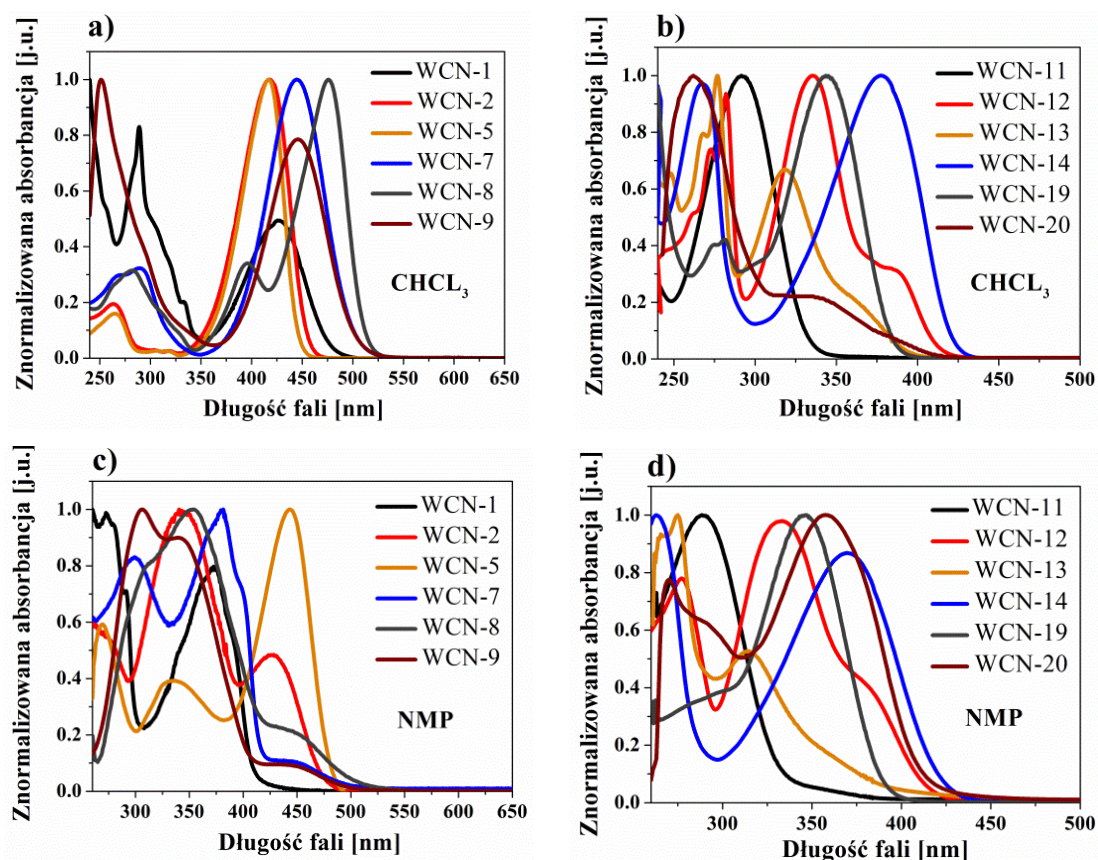 a)
Znormalizowana absorbancja [j.u.]
1.0
0.8
0.6
0.4
0.2
0.0
WCN-1
WCN-2
WCN-5
WCN-7
WCN-8
WCN-9
CHCL₃
250 300 350 400 450 500 550 600 650
Długość fali [nm]
b)
Znormalizowana absorbancja [j.u.]
1.0
0.8
0.6
0.4
0.2
0.0
WCN-11
WCN-12
WCN-13
WCN-14
WCN-19
WCN-20
CHCL₃
250 300 350 400 450 500
Długość fali [nm]
c)
Znormalizowana absorbancja [j.u.]
1.0
0.8
0.6
0.4
0.2
0.0
WCN-1
WCN-2
WCN-5
WCN-7
WCN-8
WCN-9
NMP
300 350 400 450 500 550 600 650
Długość fali [nm]
d)
Znormalizowana absorbancja [j.u.]
1.0
0.8
0.6
0.4
0.2
0.0
WCN-11
WCN-12
WCN-13
WCN-14
WCN-19
WCN-20
NMP
300 350 400 450 500
Długość fali [nm]